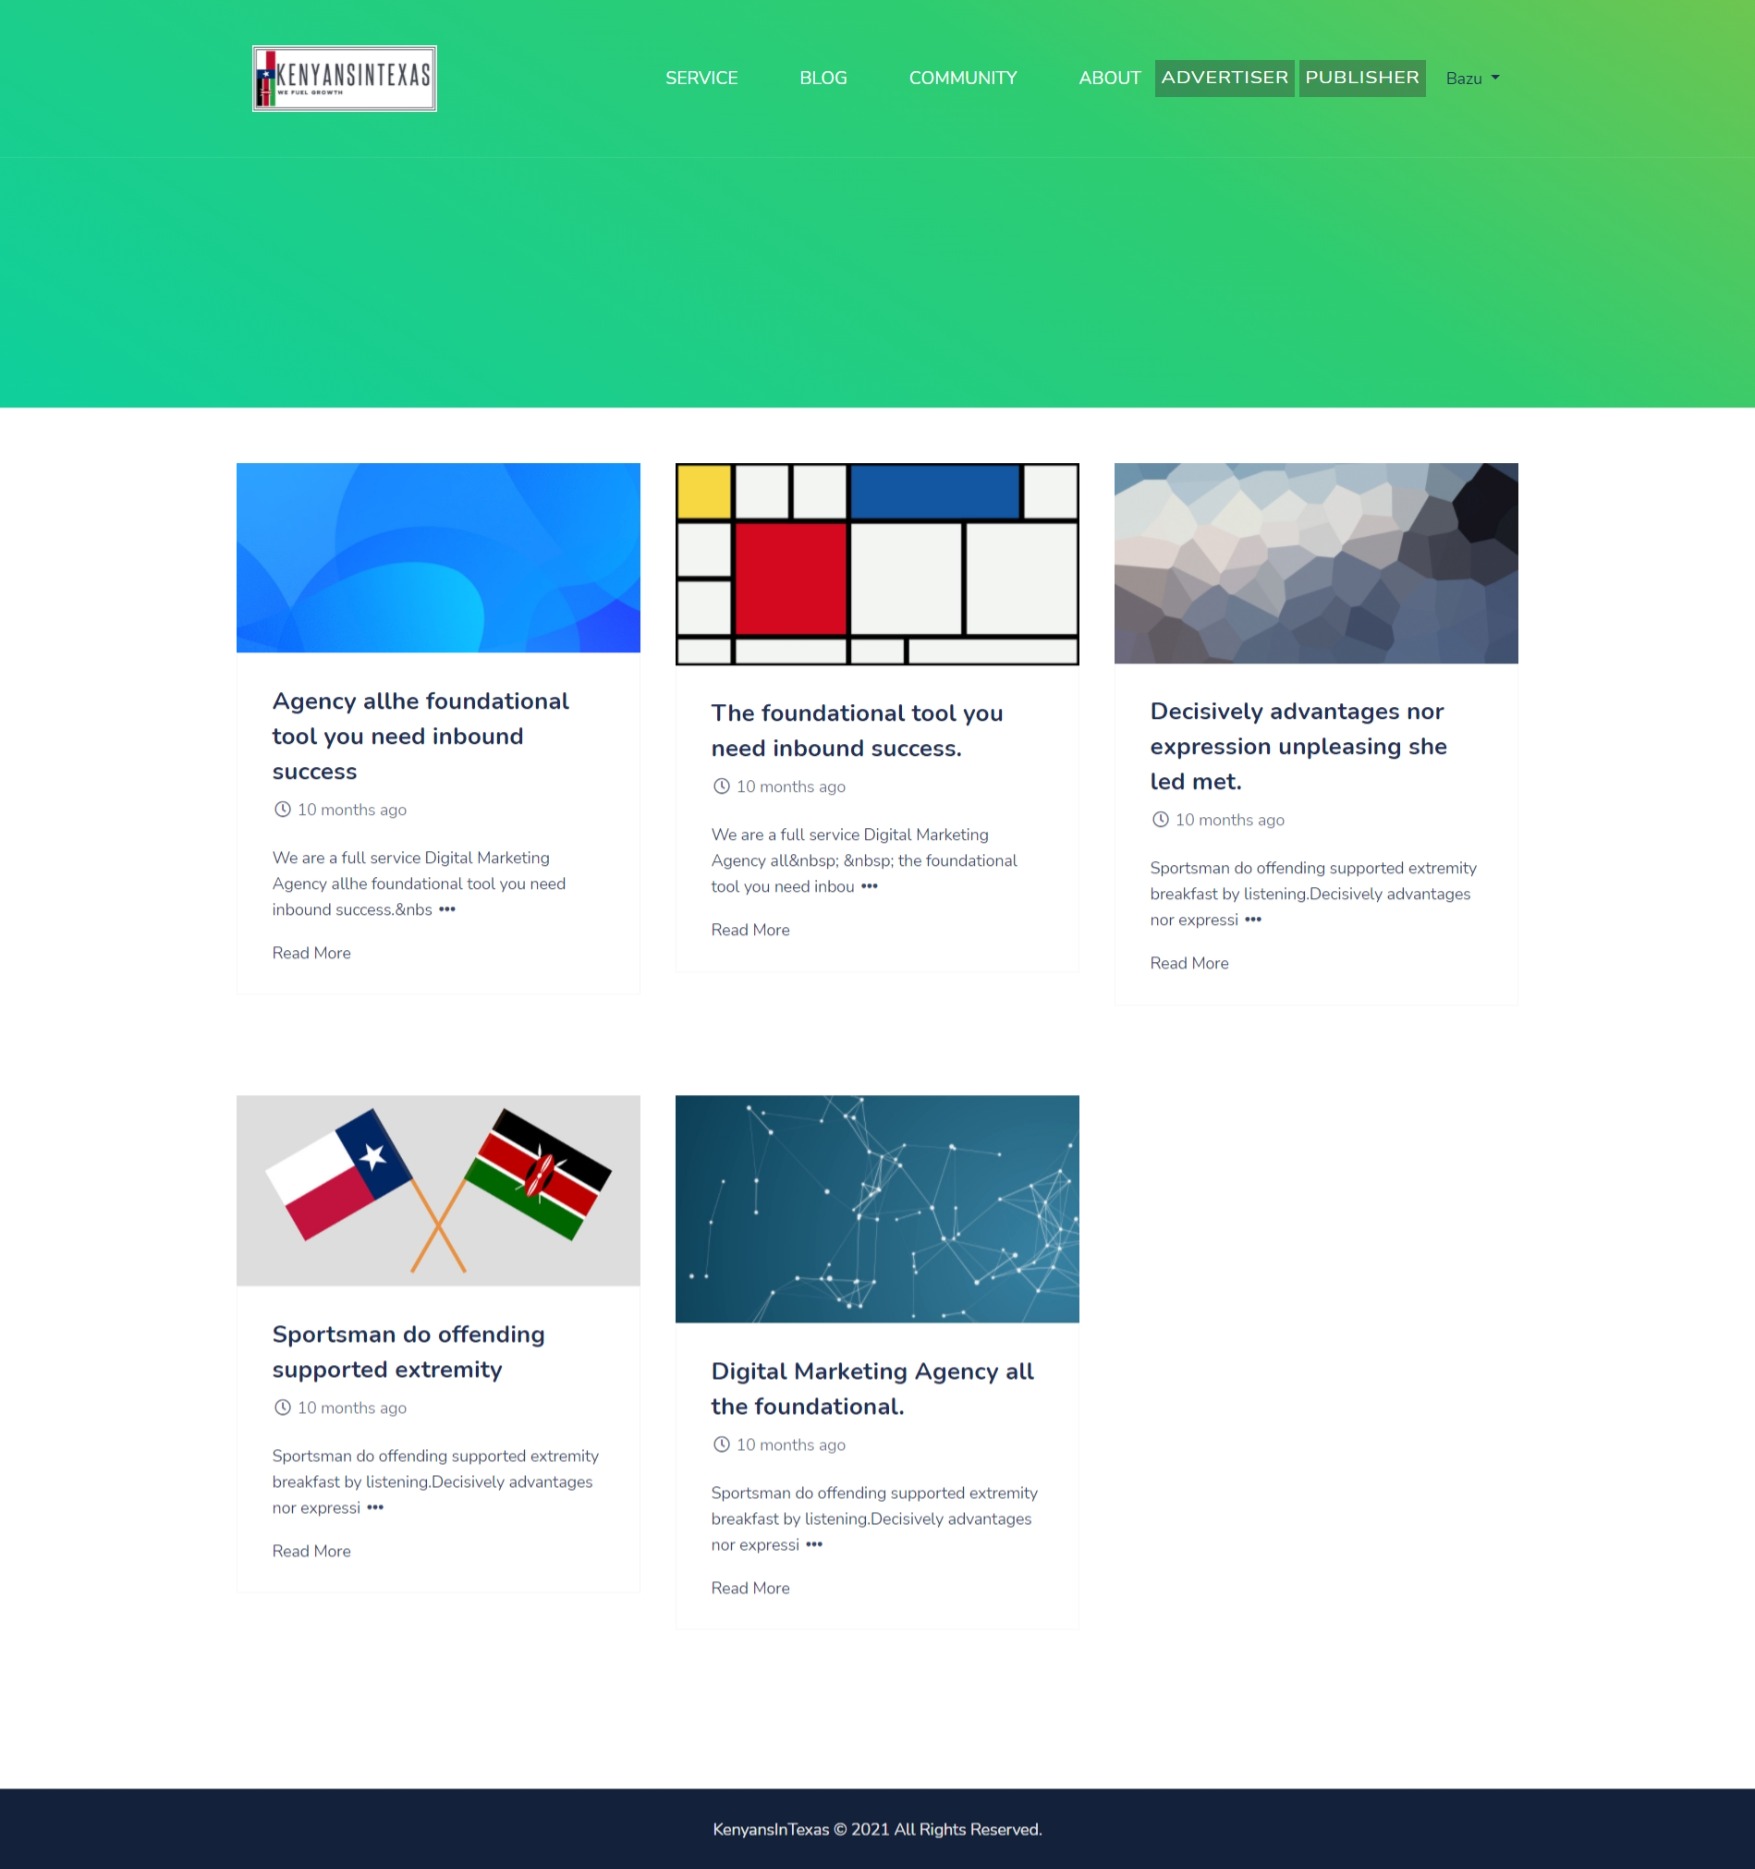 KENYANSINTEXAS
WE FUEL GROWTH
SERVICE BLOG COMMUNITY ABOUT ADVERTISER PUBLISHER Bazu
Agency allhe foundational
tool you need inbound
success
10 months ago
We are a full service Digital Marketing
Agency allhe foundational tool you need
inbound success.&nbs •••
Read More
The foundational tool you
need inbound success.
10 months ago
We are a full service Digital Marketing
Agency all&nbsp; &nbsp; the foundational
tool you need inbou •••
Read More
Decisively advantages nor
expression unpleasing she
led met.
10 months ago
Sportsman do offending supported extremity
breakfast by listening.Decisively advantages
nor expressi •••
Read More
Sportsman do offending
supported extremity
10 months ago
Sportsman do offending supported extremity
breakfast by listening.Decisively advantages
nor expressi •••
Read More
Digital Marketing Agency all
the foundational.
10 months ago
Sportsman do offending supported extremity
breakfast by listening.Decisively advantages
nor expressi •••
Read More
KenyansInTexas © 2021 All Rights Reserved.